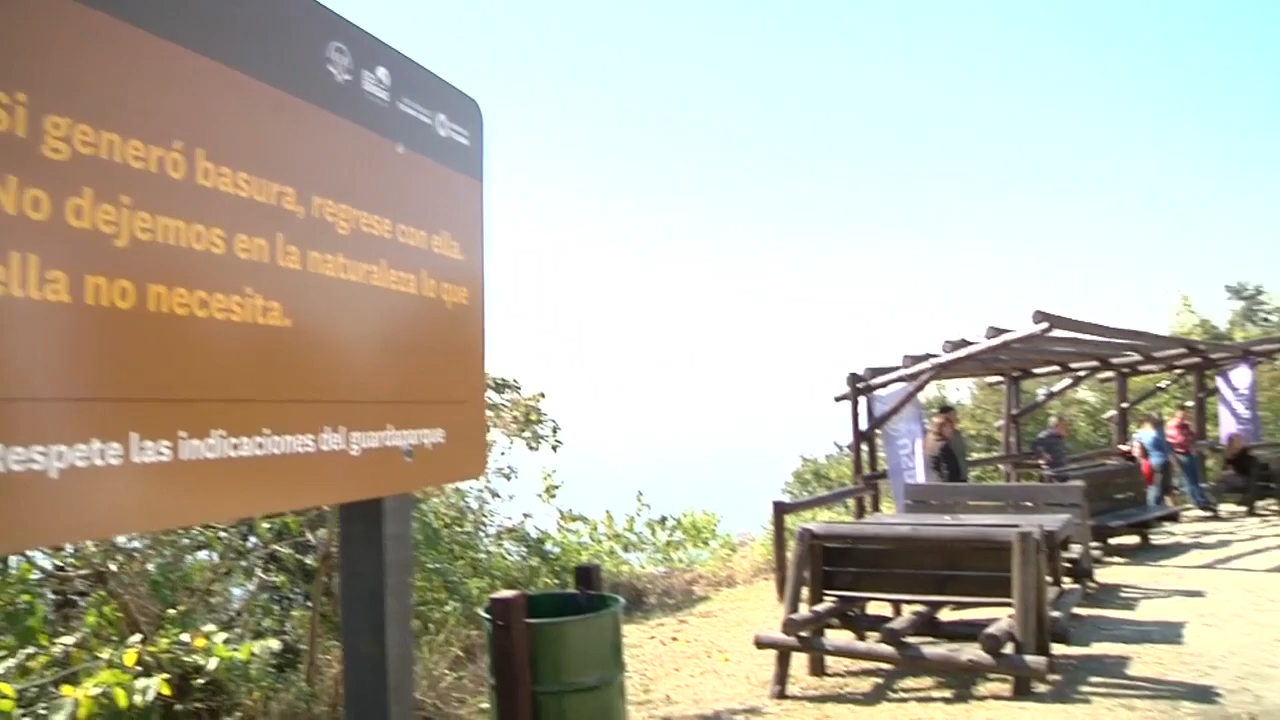 Si generó basura, regrese con ella.
No dejemos en la naturaleza lo que
ella no necesita.
Respete las indicaciones del guardaparque